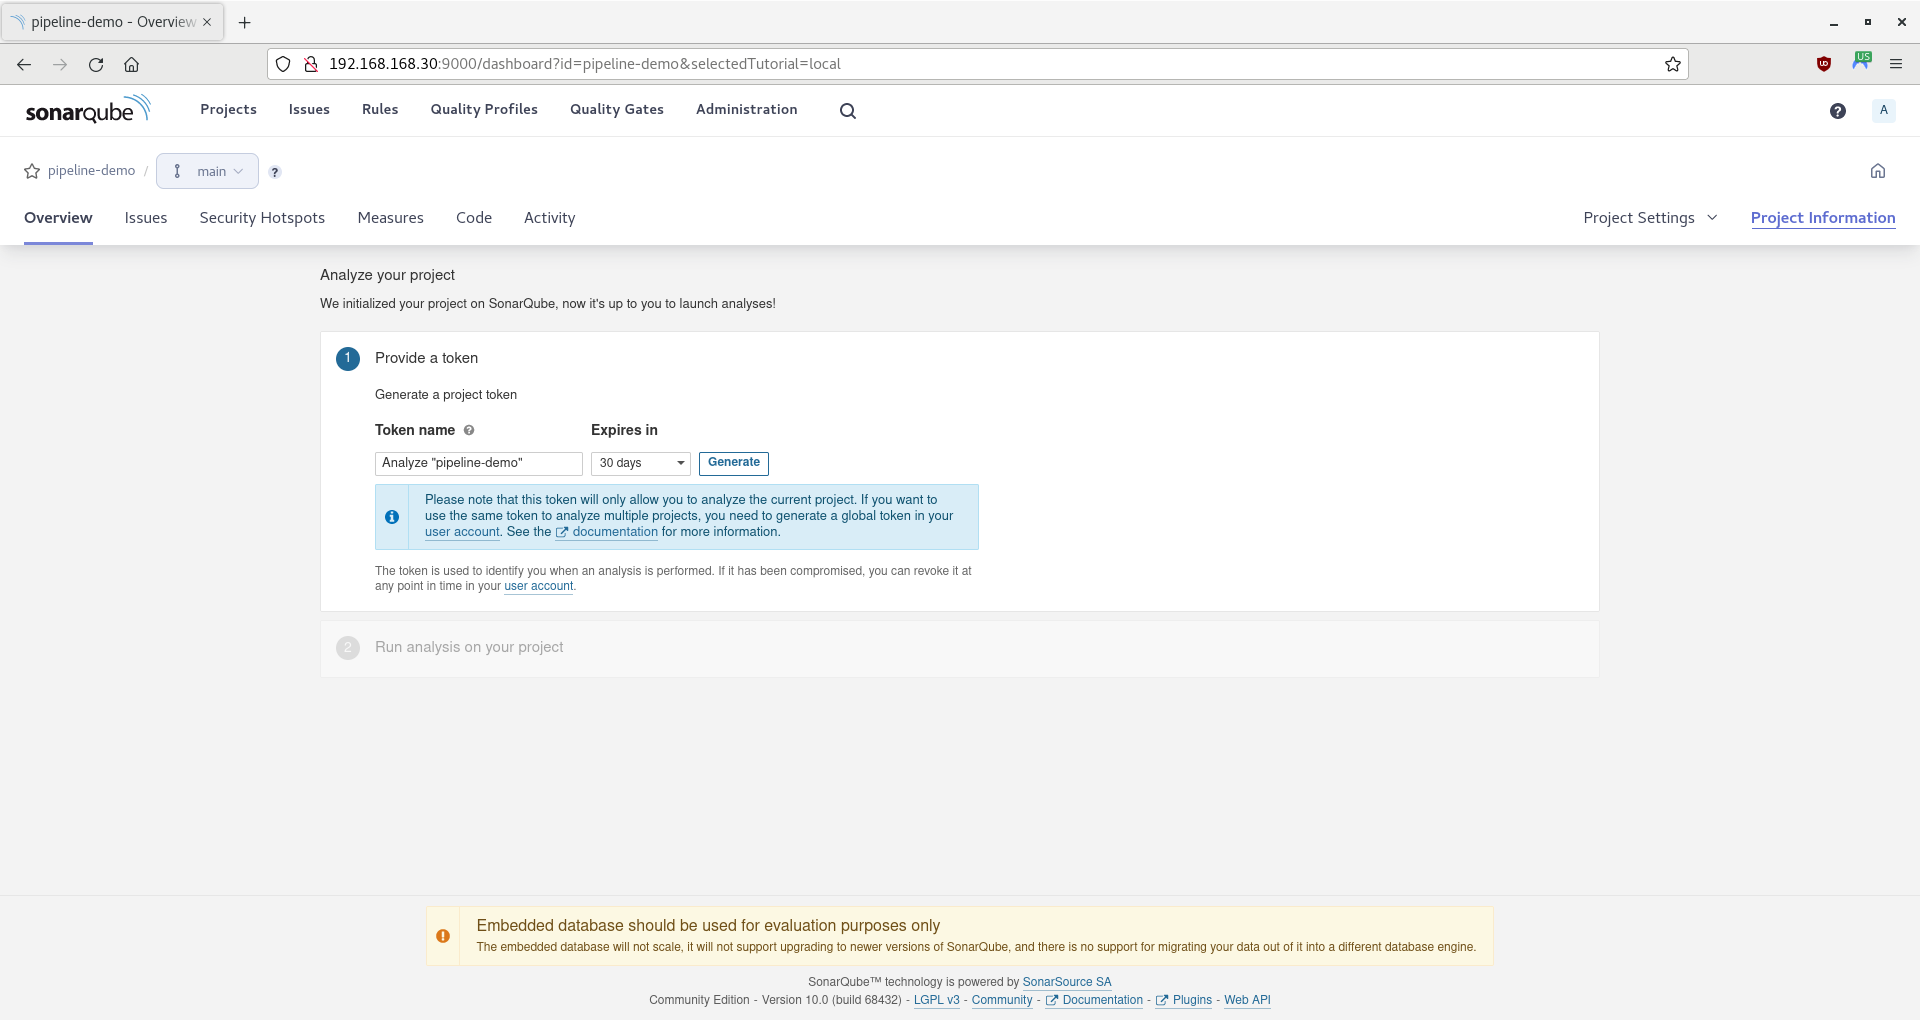 pipeline-demo - Overview
192.168.168.30:9000/dashboard?id=pipeline-demo&selectedTutorial=local
US
sonarqube
Projects
Issues
Rules
Quality Profiles
Quality Gates
Administration
?
A
pipeline-demo /
main
?
Overview
Issues
Security Hotspots
Measures
Code
Activity
Project Settings
Project Information
Analyze your project
We initialized your project on SonarQube, now it's up to you to launch analyses!
1
Provide a token
Generate a project token
Token name ?
Expires in
Analyze "pipeline-demo"
30 days
Generate
Please note that this token will only allow you to analyze the current project. If you want to
use the same token to analyze multiple projects, you need to generate a global token in your
user account. See the documentation for more information.
The token is used to identify you when an analysis is performed. If it has been compromised, you can revoke it at
any point in time in your user account.
2
Run analysis on your project
Embedded database should be used for evaluation purposes only
The embedded database will not scale, it will not support upgrading to newer versions of SonarQube, and there is no support for migrating your data out of it into a different database engine.
SonarQube™ technology is powered by SonarSource SA
Community Edition - Version 10.0 (build 68432) - LGPL v3 - Community - Documentation - Plugins - Web API